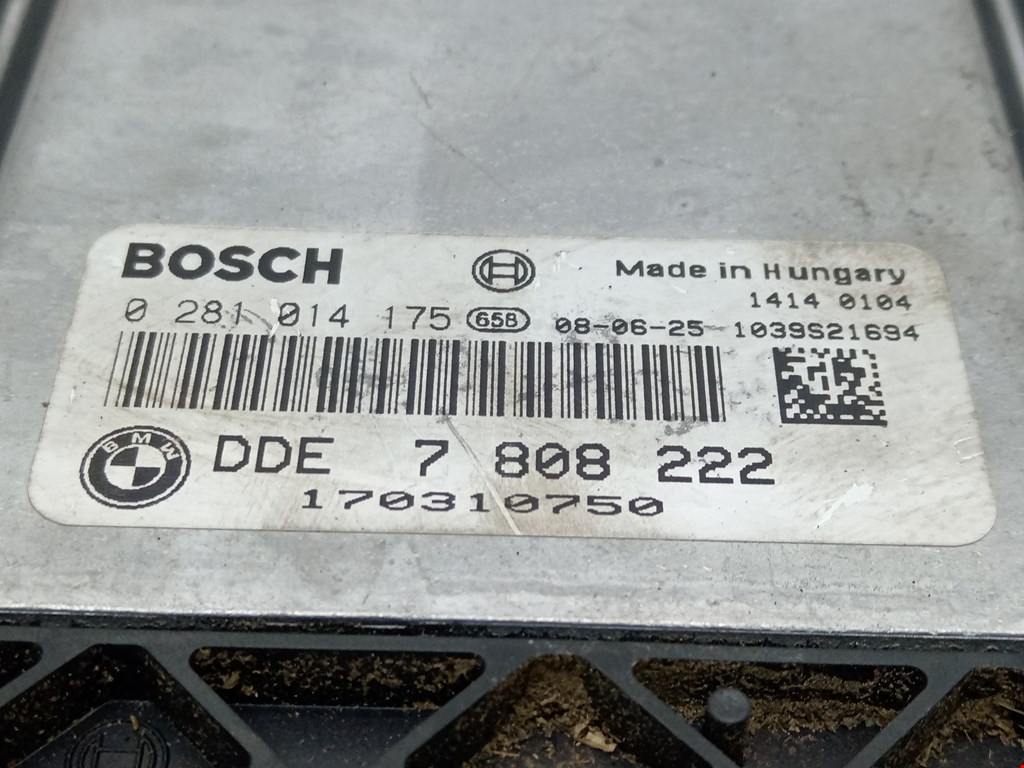 BOSCH
Made in Hungary
1414 0104
0 281 014 175 658 08-06-25 1039S21694
BMW DDE 7 808 222
170310750